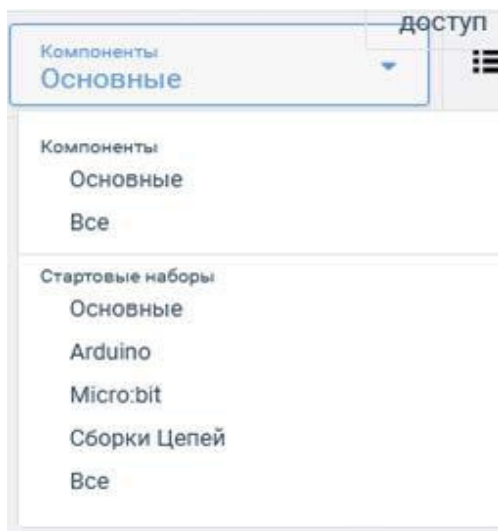 доступ
Компоненты
Основные
Компоненты
Основные
Все
Стартовые наборы
Основные
Arduino
Micro:bit
Сборки Цепей
Все